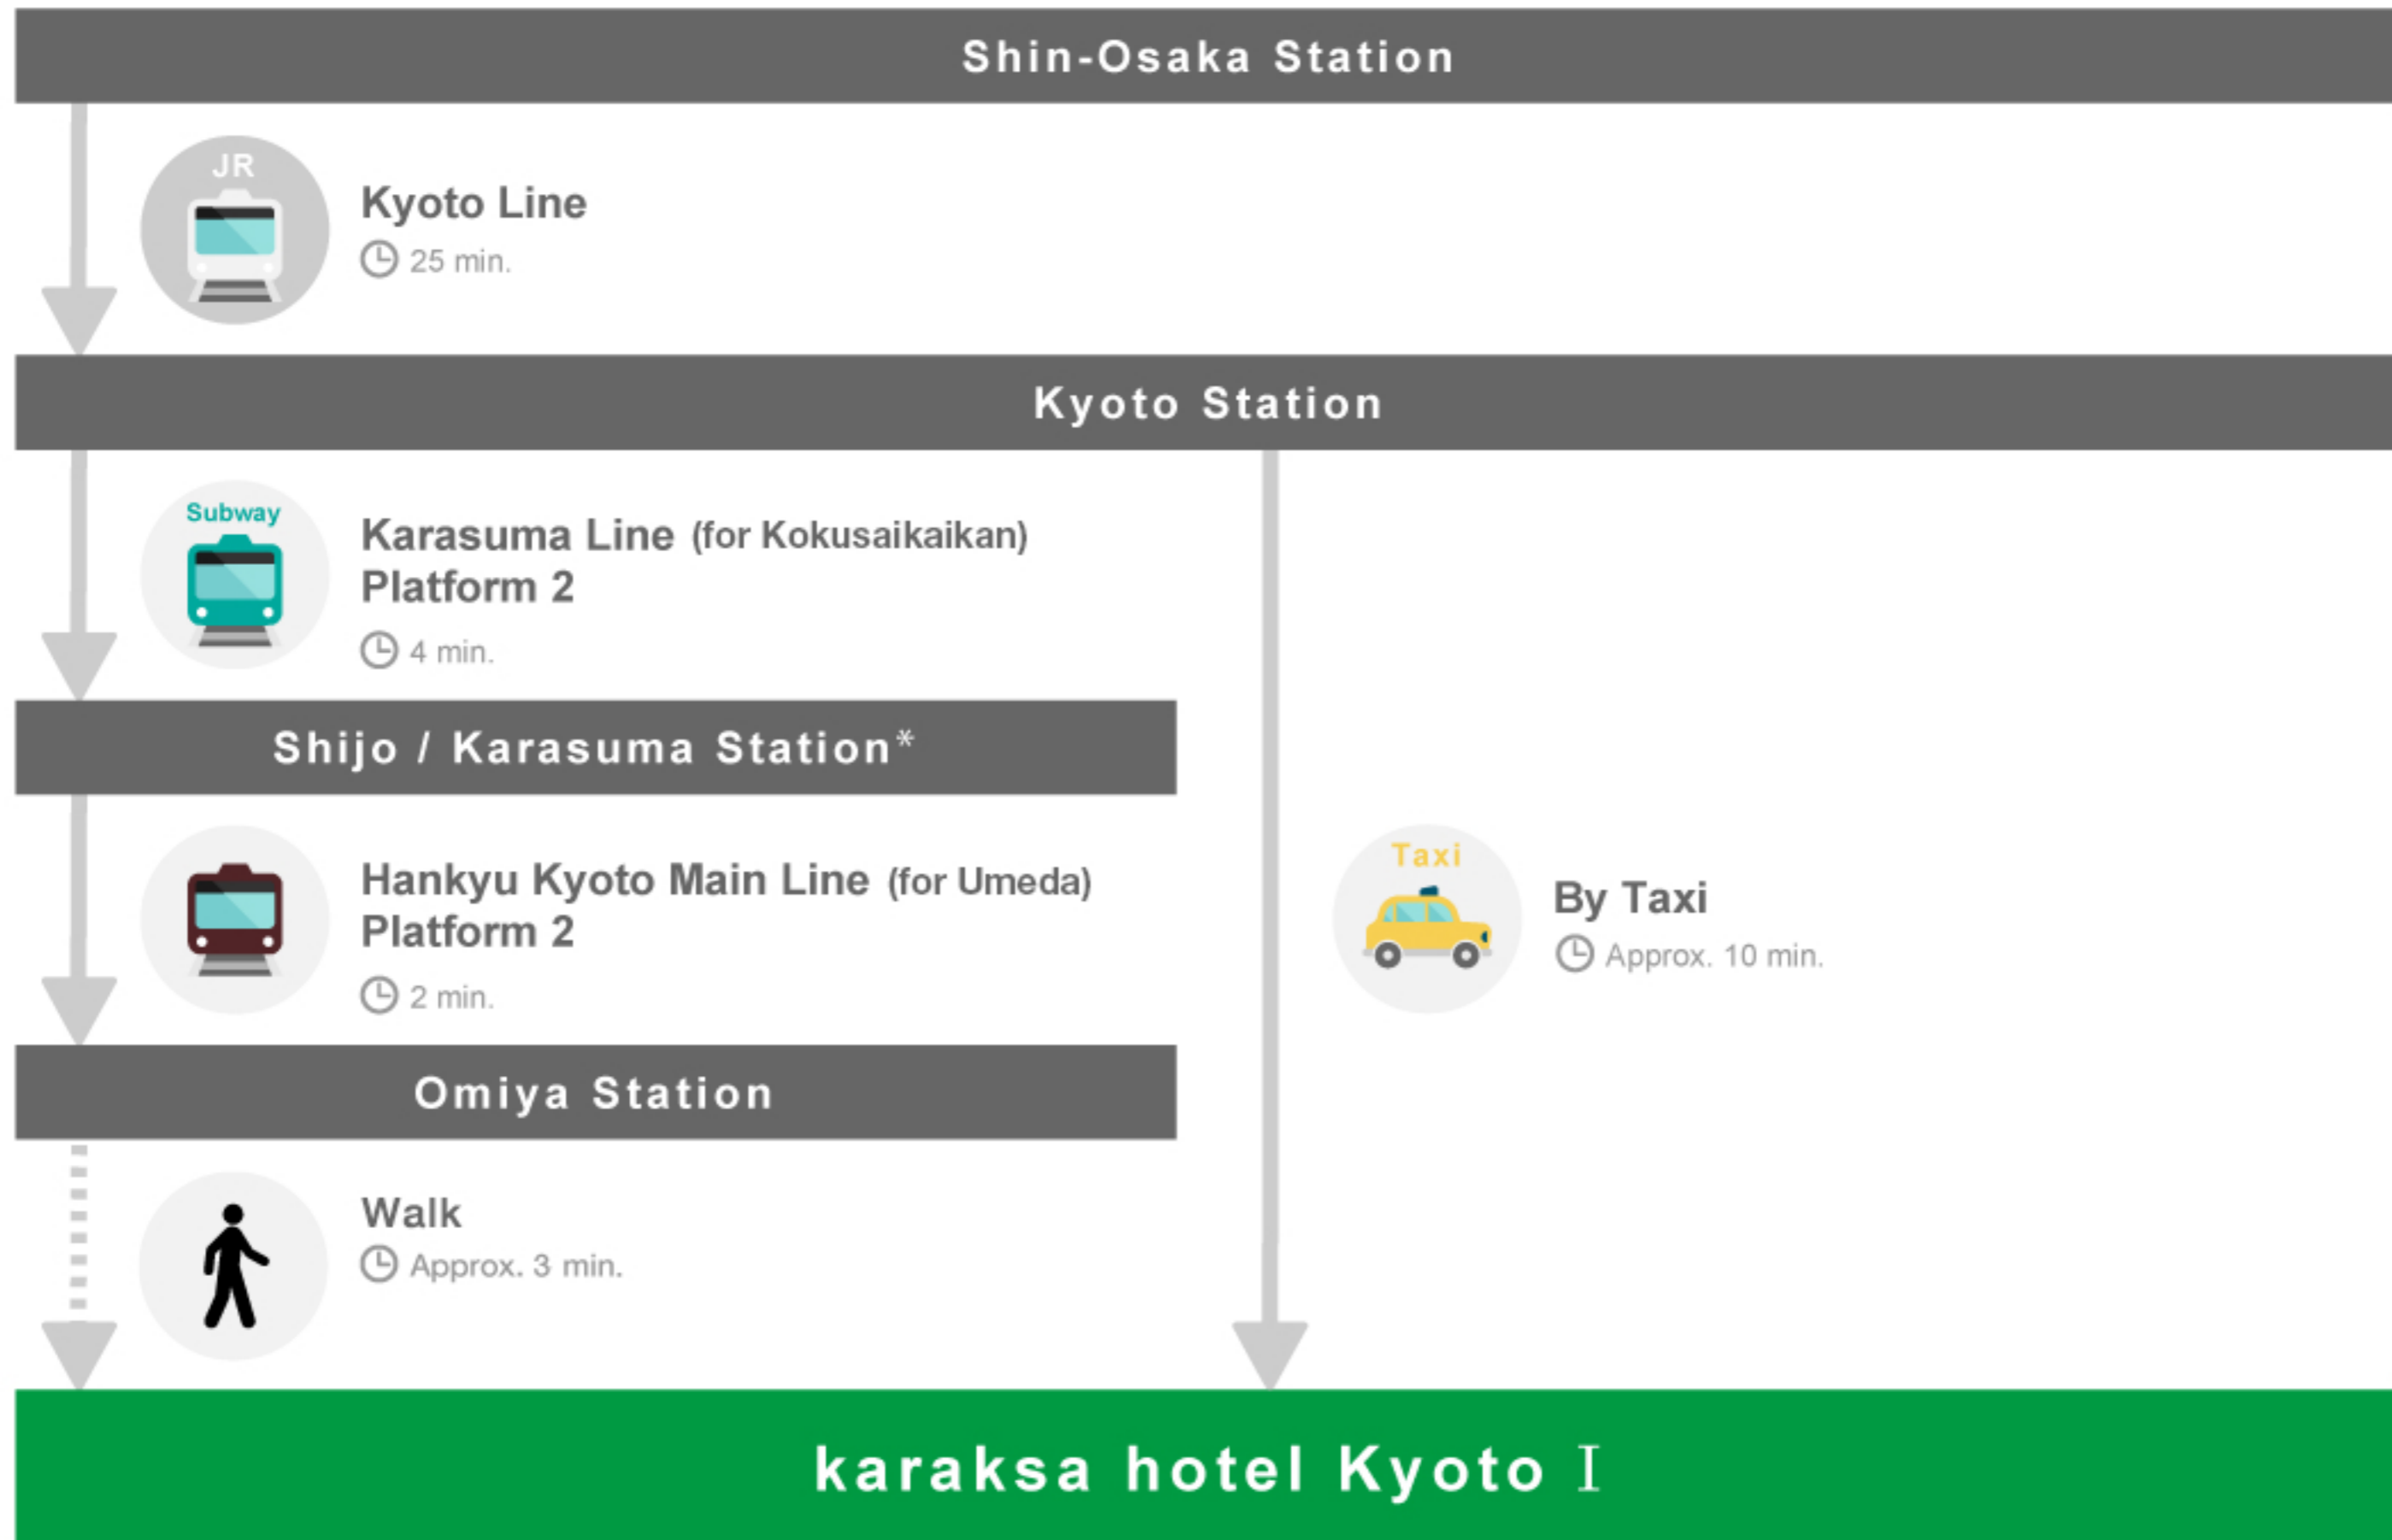 Shin-Osaka Station
JR
Kyoto Line
25 min.
Kyoto Station
Subway
Karasuma Line (for Kokusaikaikan)
Platform 2
4 min.
Shijo / Karasuma Station*
Hankyu Kyoto Main Line (for Umeda)
Platform 2
2 min.
Taxi
By Taxi
Approx. 10 min.
Omiya Station
Walk
Approx. 3 min.
karaksa hotel Kyoto I